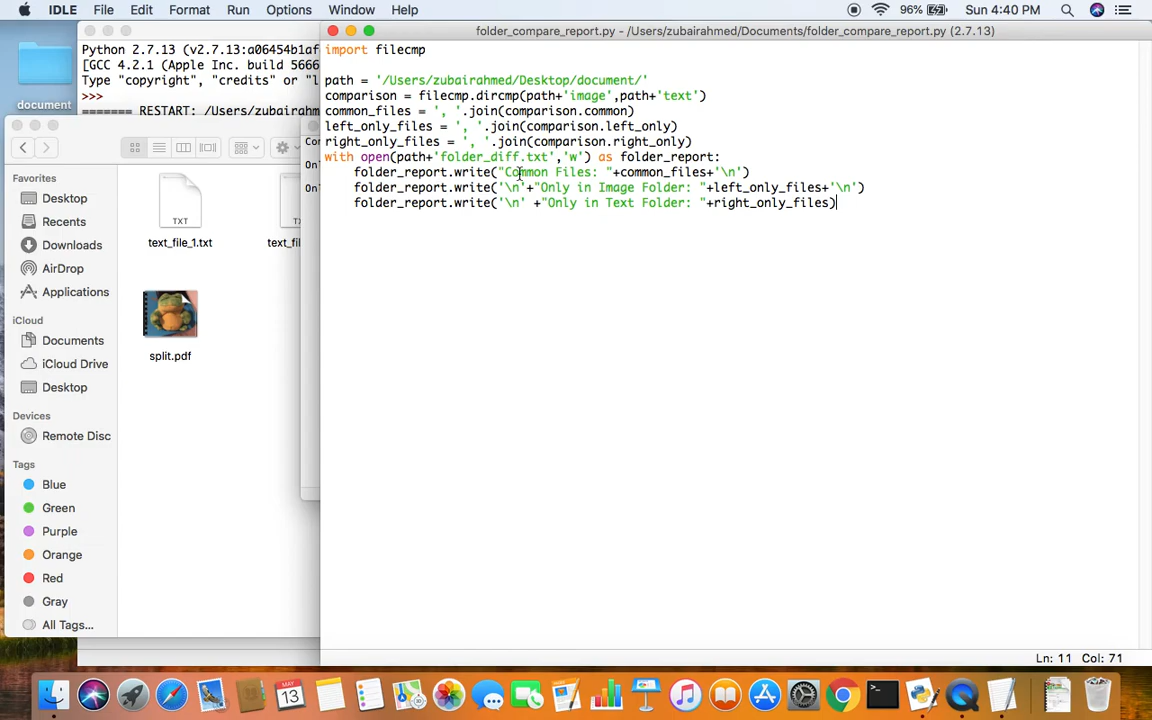 IDLE File Edit Format Run Options Window Help
96% Sun 4:40 PM
folder_compare_report.py - /Users/zubairahmed/Documents/folder_compare_report.py (2.7.13)
Python 2.7.13 (v2.7.13:a06454b1af
[GCC 4.2.1 (Apple Inc. build 5666
Type "copyright", "credits" or "l
>>>
======= RESTART: /Users/zubairahm
document
import filecmp
path = '/Users/zubairahmed/Desktop/document/'
comparison = filecmp.dircmp(path+'image',path+'text')
common_files = ', '.join(comparison.common)
left_only_files = ', '.join(comparison.left_only)
right_only_files = ', '.join(comparison.right_only)
with open(path+'folder_diff.txt','w') as folder_report:
    folder_report.write("Common Files: "+common_files+'\n')
    folder_report.write('\n'+"Only in Image Folder: "+left_only_files+'\n')
    folder_report.write('\n' +"Only in Text Folder: "+right_only_files)
Com
Onl
Onl
Favorites
Desktop
Recents
Downloads
AirDrop
Applications
iCloud
Documents
iCloud Drive
Desktop
Devices
Remote Disc
Tags
Blue
Green
Purple
Orange
Red
Gray
All Tags...
TXT
text_file_1.txt
text_fil
split.pdf
Ln: 11 Col: 71
MAY
13